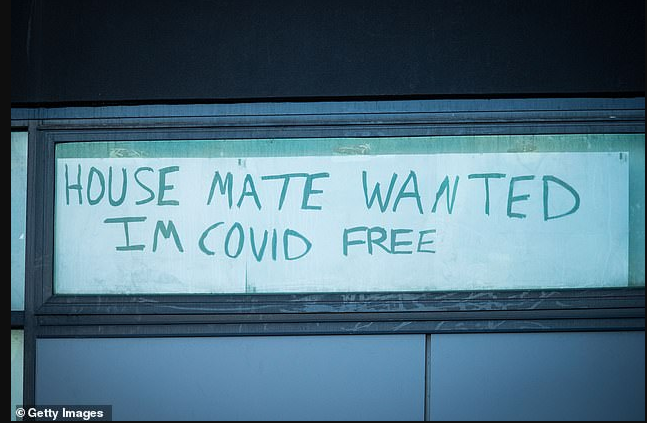 HOUSE MATE WANTED
IM COVID FREE
© Getty Images